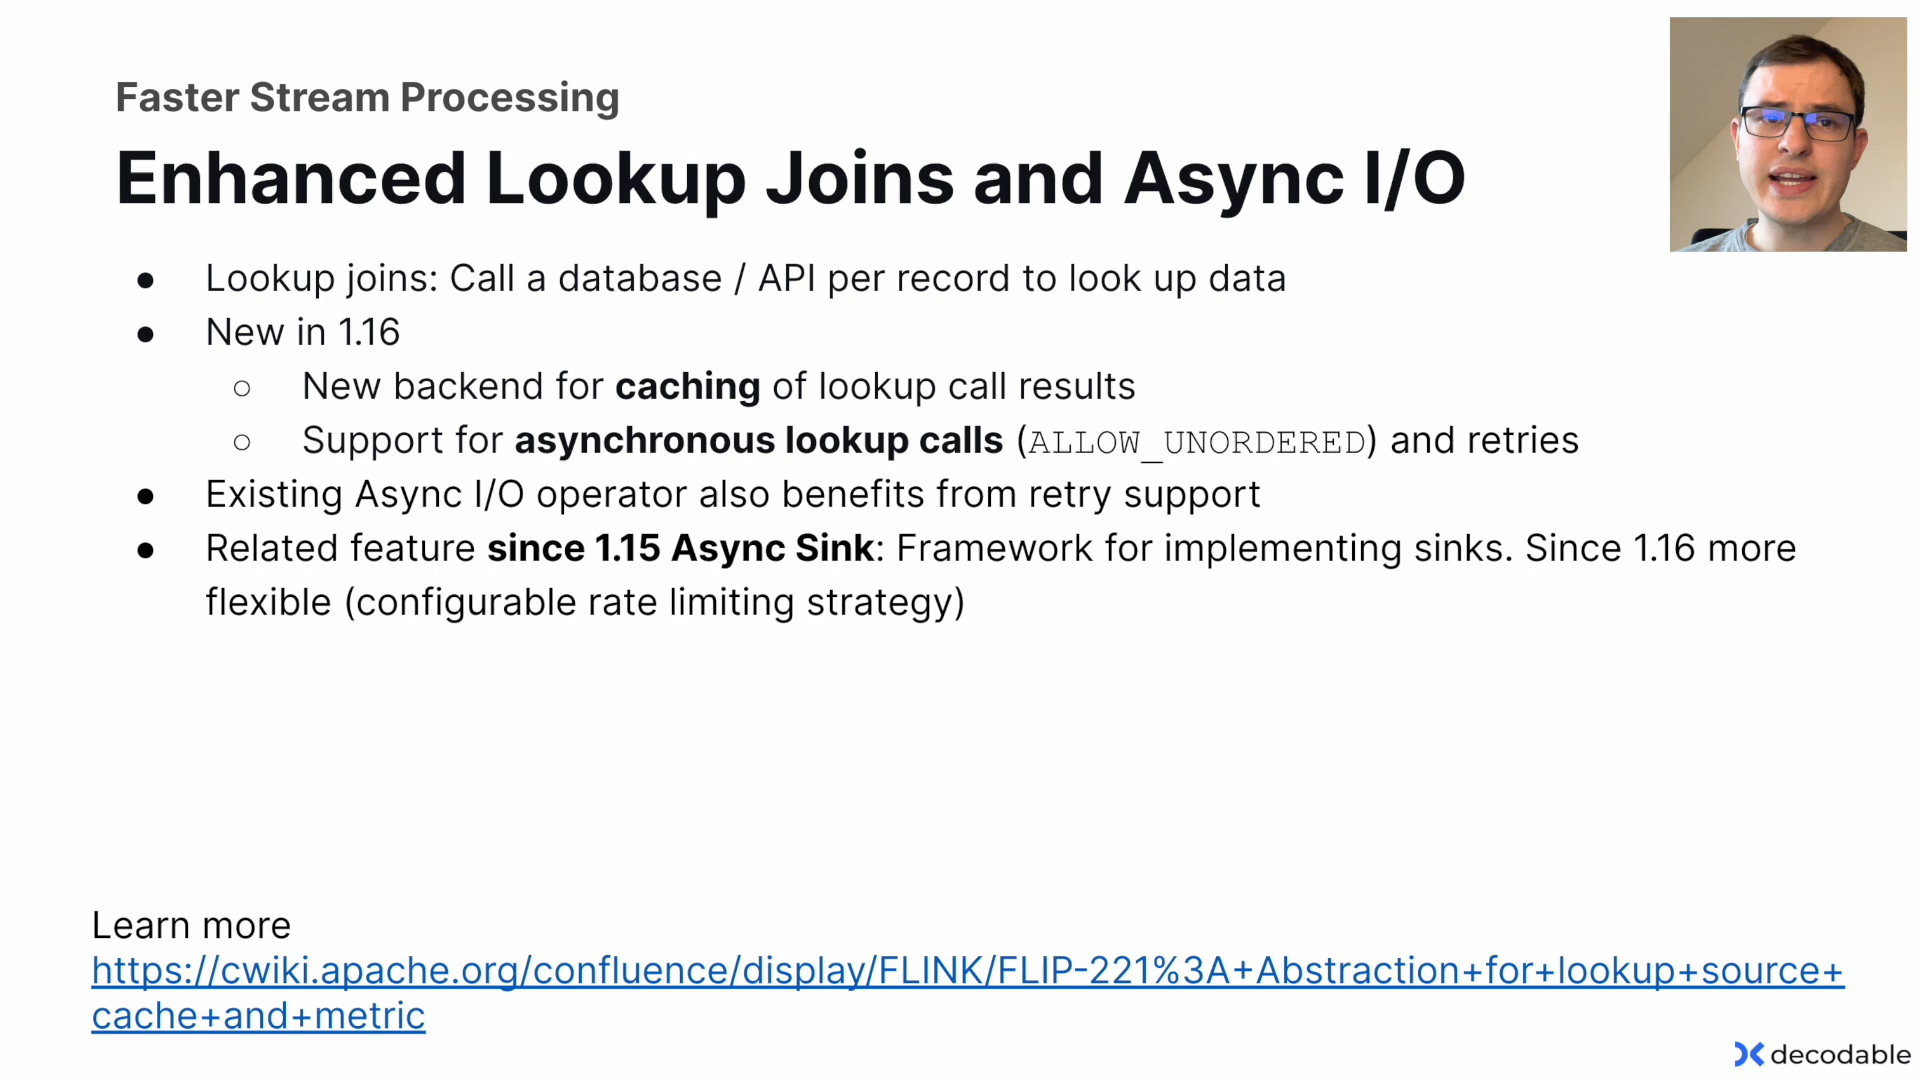 Faster Stream Processing
Enhanced Lookup Joins and Async I/O
● Lookup joins: Call a database / API per record to look up data
● New in 1.16
○ New backend for caching of lookup call results
○ Support for asynchronous lookup calls (ALLOW_UNORDERED) and retries
● Existing Async I/O operator also benefits from retry support
● Related feature since 1.15 Async Sink: Framework for implementing sinks. Since 1.16 more
flexible (configurable rate limiting strategy)
Learn more
https://cwiki.apache.org/confluence/display/FLINK/FLIP-221%3A+Abstraction+for+lookup+source+
cache+and+metric
decodable